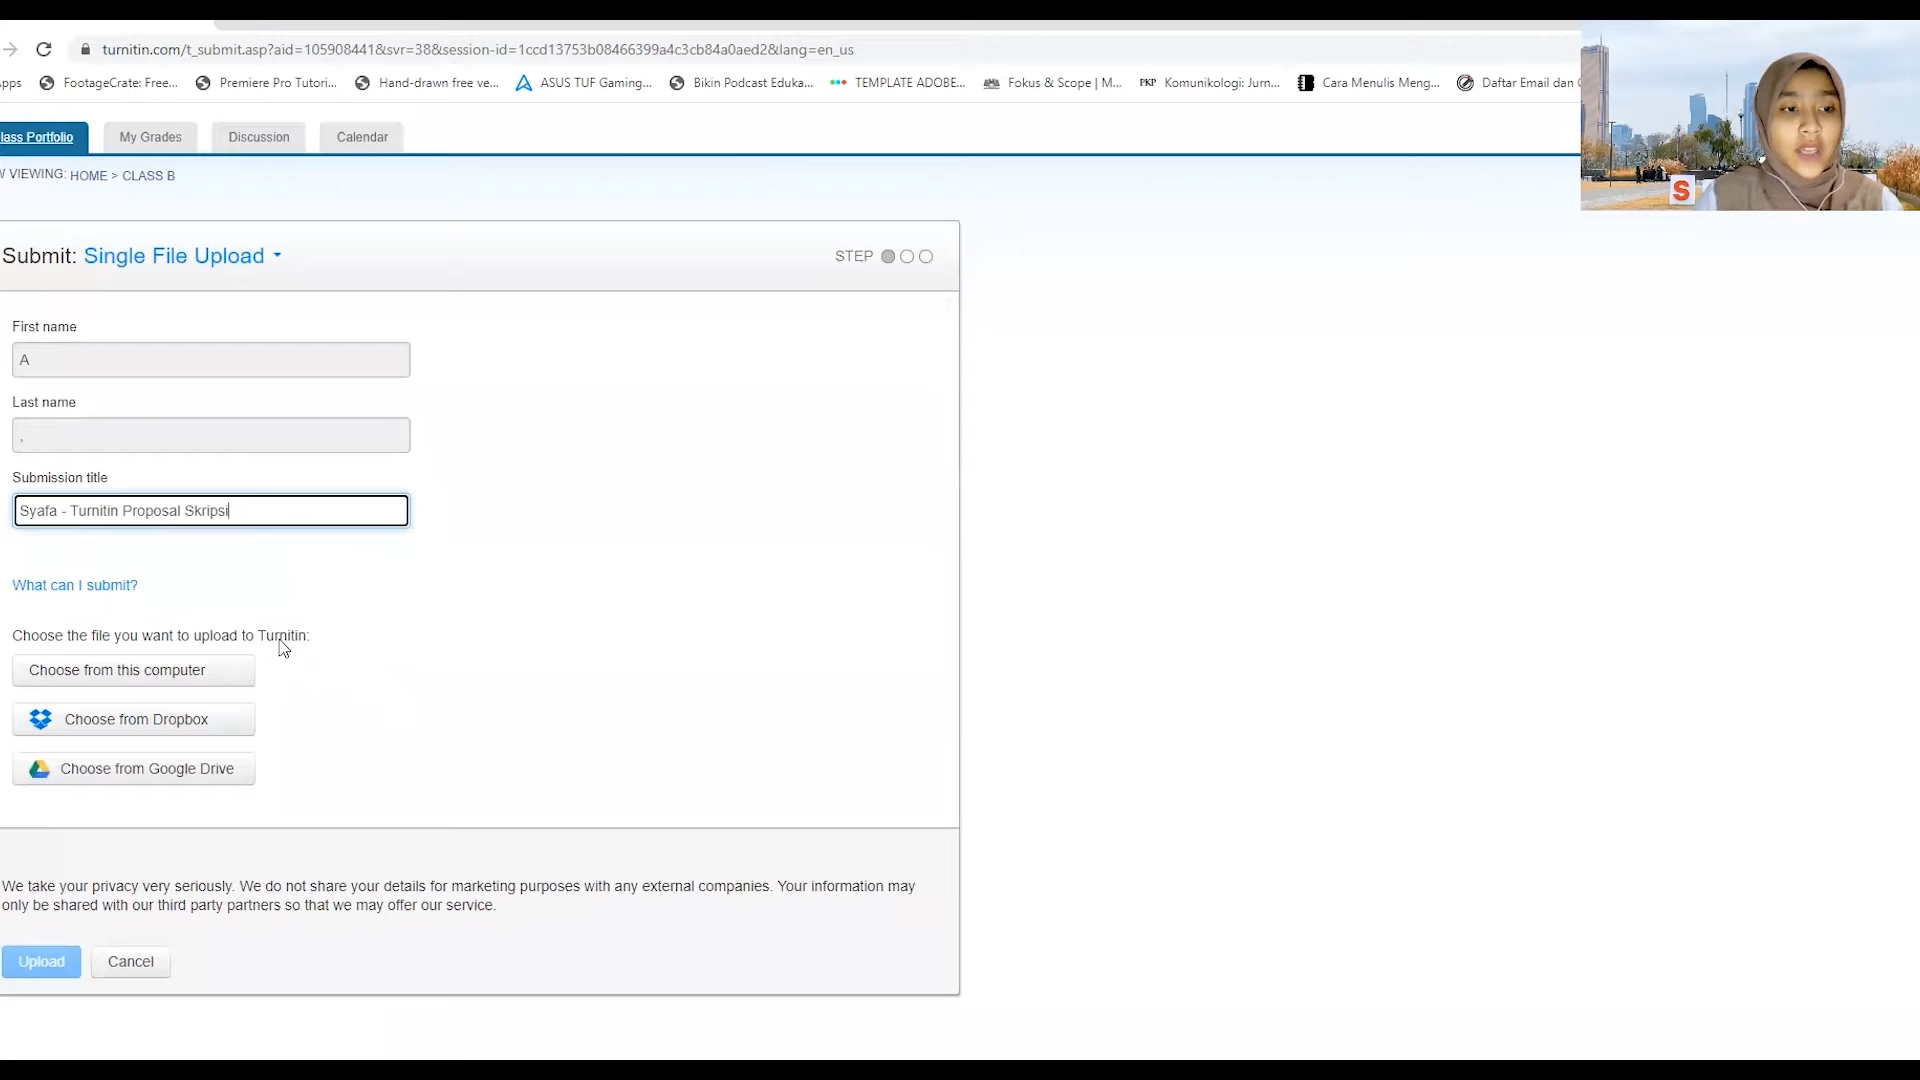 turnitin.com/t_submit.asp?aid=105908441&svr=38&session-id=1ccd13753b08466399a4c3cb84a0aed2&lang=en_us
pps FootageCrate: Free... Premiere Pro Tutori... Hand-drawn free ve... ASUS TUF Gaming... Bikin Podcast Eduka... TEMPLATE ADOBE... Fokus & Scope | M... PKP Komunikologi: Jurn... Cara Menulis Meng... Daftar Email dan
lass Portfolio My Grades Discussion Calendar
W VIEWING: HOME > CLASS B
S
Submit: Single File Upload
STEP
First name
A
Last name
,
Submission title
Syafa - Turnitin Proposal Skripsi
What can I submit?
Choose the file you want to upload to Turnitin:
Choose from this computer
Choose from Dropbox
Choose from Google Drive
We take your privacy very seriously. We do not share your details for marketing purposes with any external companies. Your information may
only be shared with our third party partners so that we may offer our service.
Upload Cancel